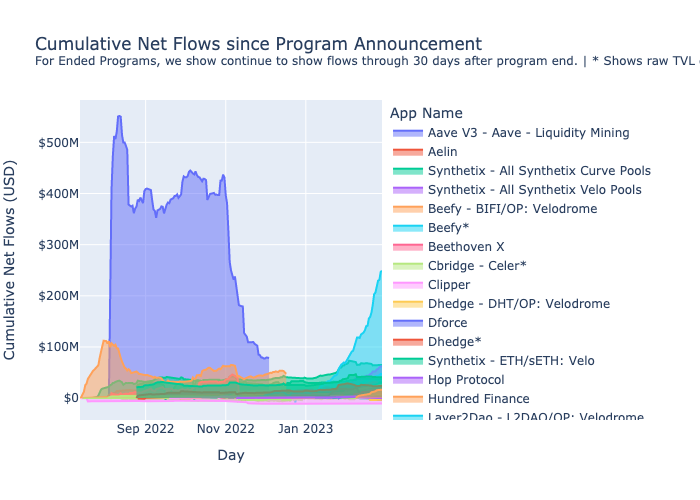 Cumulative Net Flows since Program Announcement
For Ended Programs, we show continue to show flows through 30 days after program end. | * Shows raw TVL
App Name
Aave V3 - Aave - Liquidity Mining
Aelin
Synthetix - All Synthetix Curve Pools
Synthetix - All Synthetix Velo Pools
Beefy - BIFI/OP: Velodrome
Beefy*
Beethoven X
Cbridge - Celer*
Clipper
Dhedge - DHT/OP: Velodrome
Dforce
Dhedge*
Synthetix - ETH/sETH: Velo
Hop Protocol
Hundred Finance
Layer2Dao - L2DAO/OP: Velodrome
Cumulative Net Flows (USD)
$500M
$400M
$300M
$200M
$100M
$0
Sep 2022
Nov 2022
Jan 2023
Day